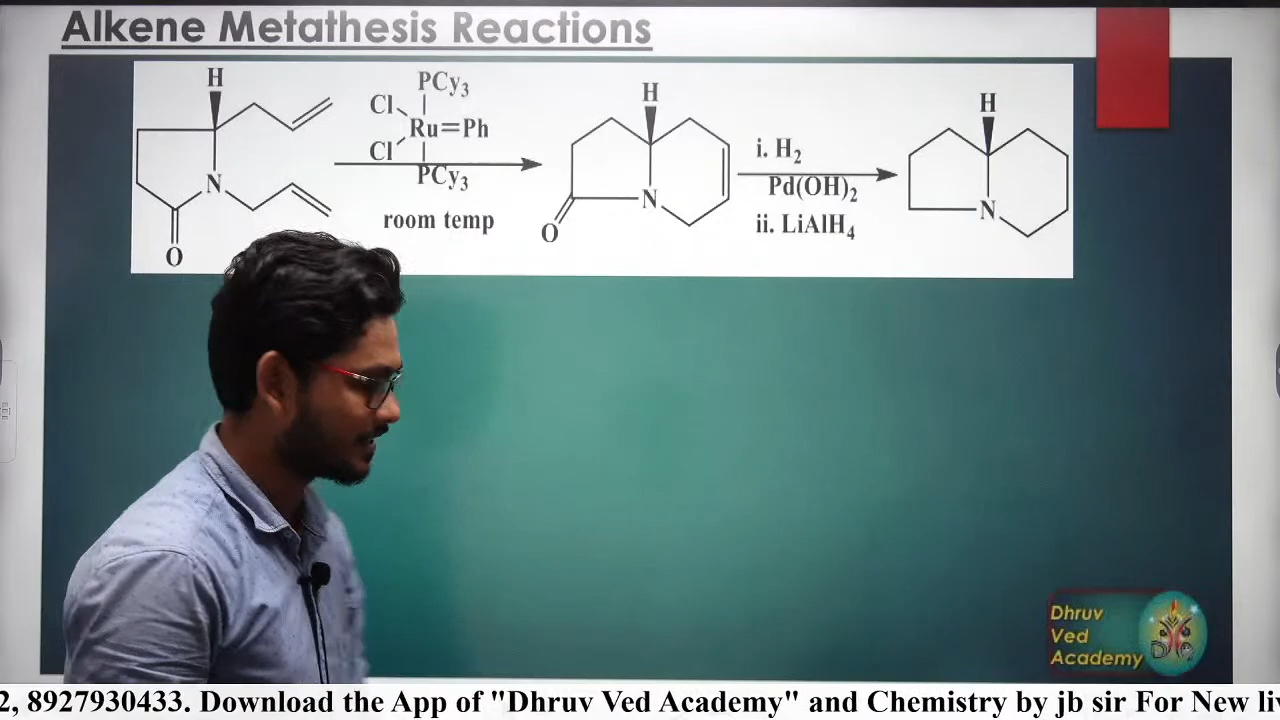 Alkene Metathesis Reactions
H
N
O
PCy3
Cl
Ru=Ph
Cl
PCy3
room temp
H
N
O
i. H2
Pd(OH)2
ii. LiAlH4
H
N
Dhruv
Ved
Academy
2, 8927930433. Download the App of "Dhruv Ved Academy" and Chemistry by jb sir For New li